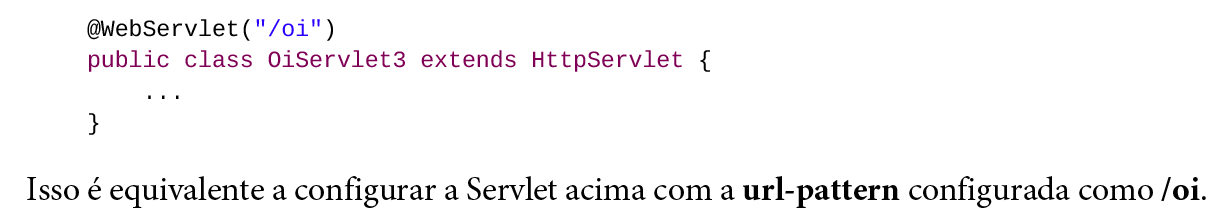 @WebServlet("/oi")
public class OiServlet3 extends HttpServlet {
...
}
Isso é equivalente a configurar a Servlet acima com a url-pattern configurada como /oi.